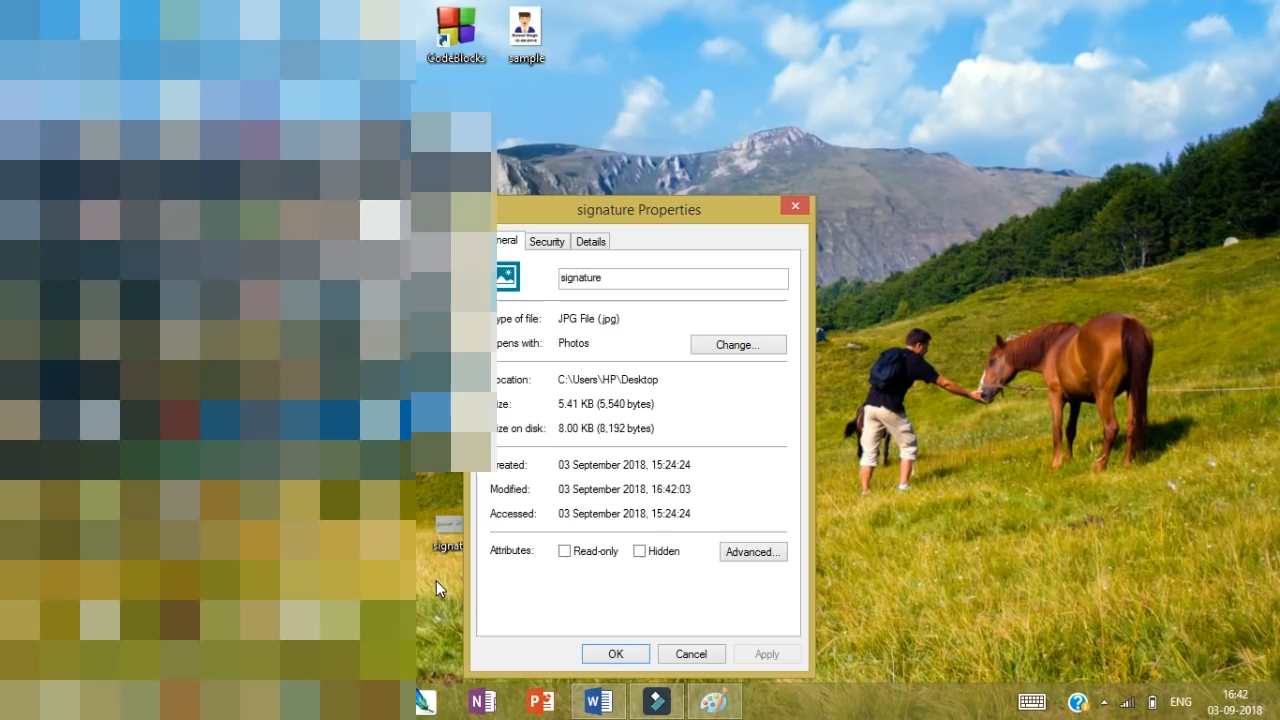 CodeBlocks
sample
signature Properties
Security
Details
signature
JPG File (.jpg)
Photos
Change...
C:\Users\HP\Desktop
5.41 KB (5,540 bytes)
8.00 KB (8,192 bytes)
03 September 2018, 15:24:24
Modified: 03 September 2018, 16:42:03
Accessed: 03 September 2018, 15:24:24
Attributes: Read-only Hidden Advanced...
OK Cancel Apply
ENG
16:42
03-09-2018